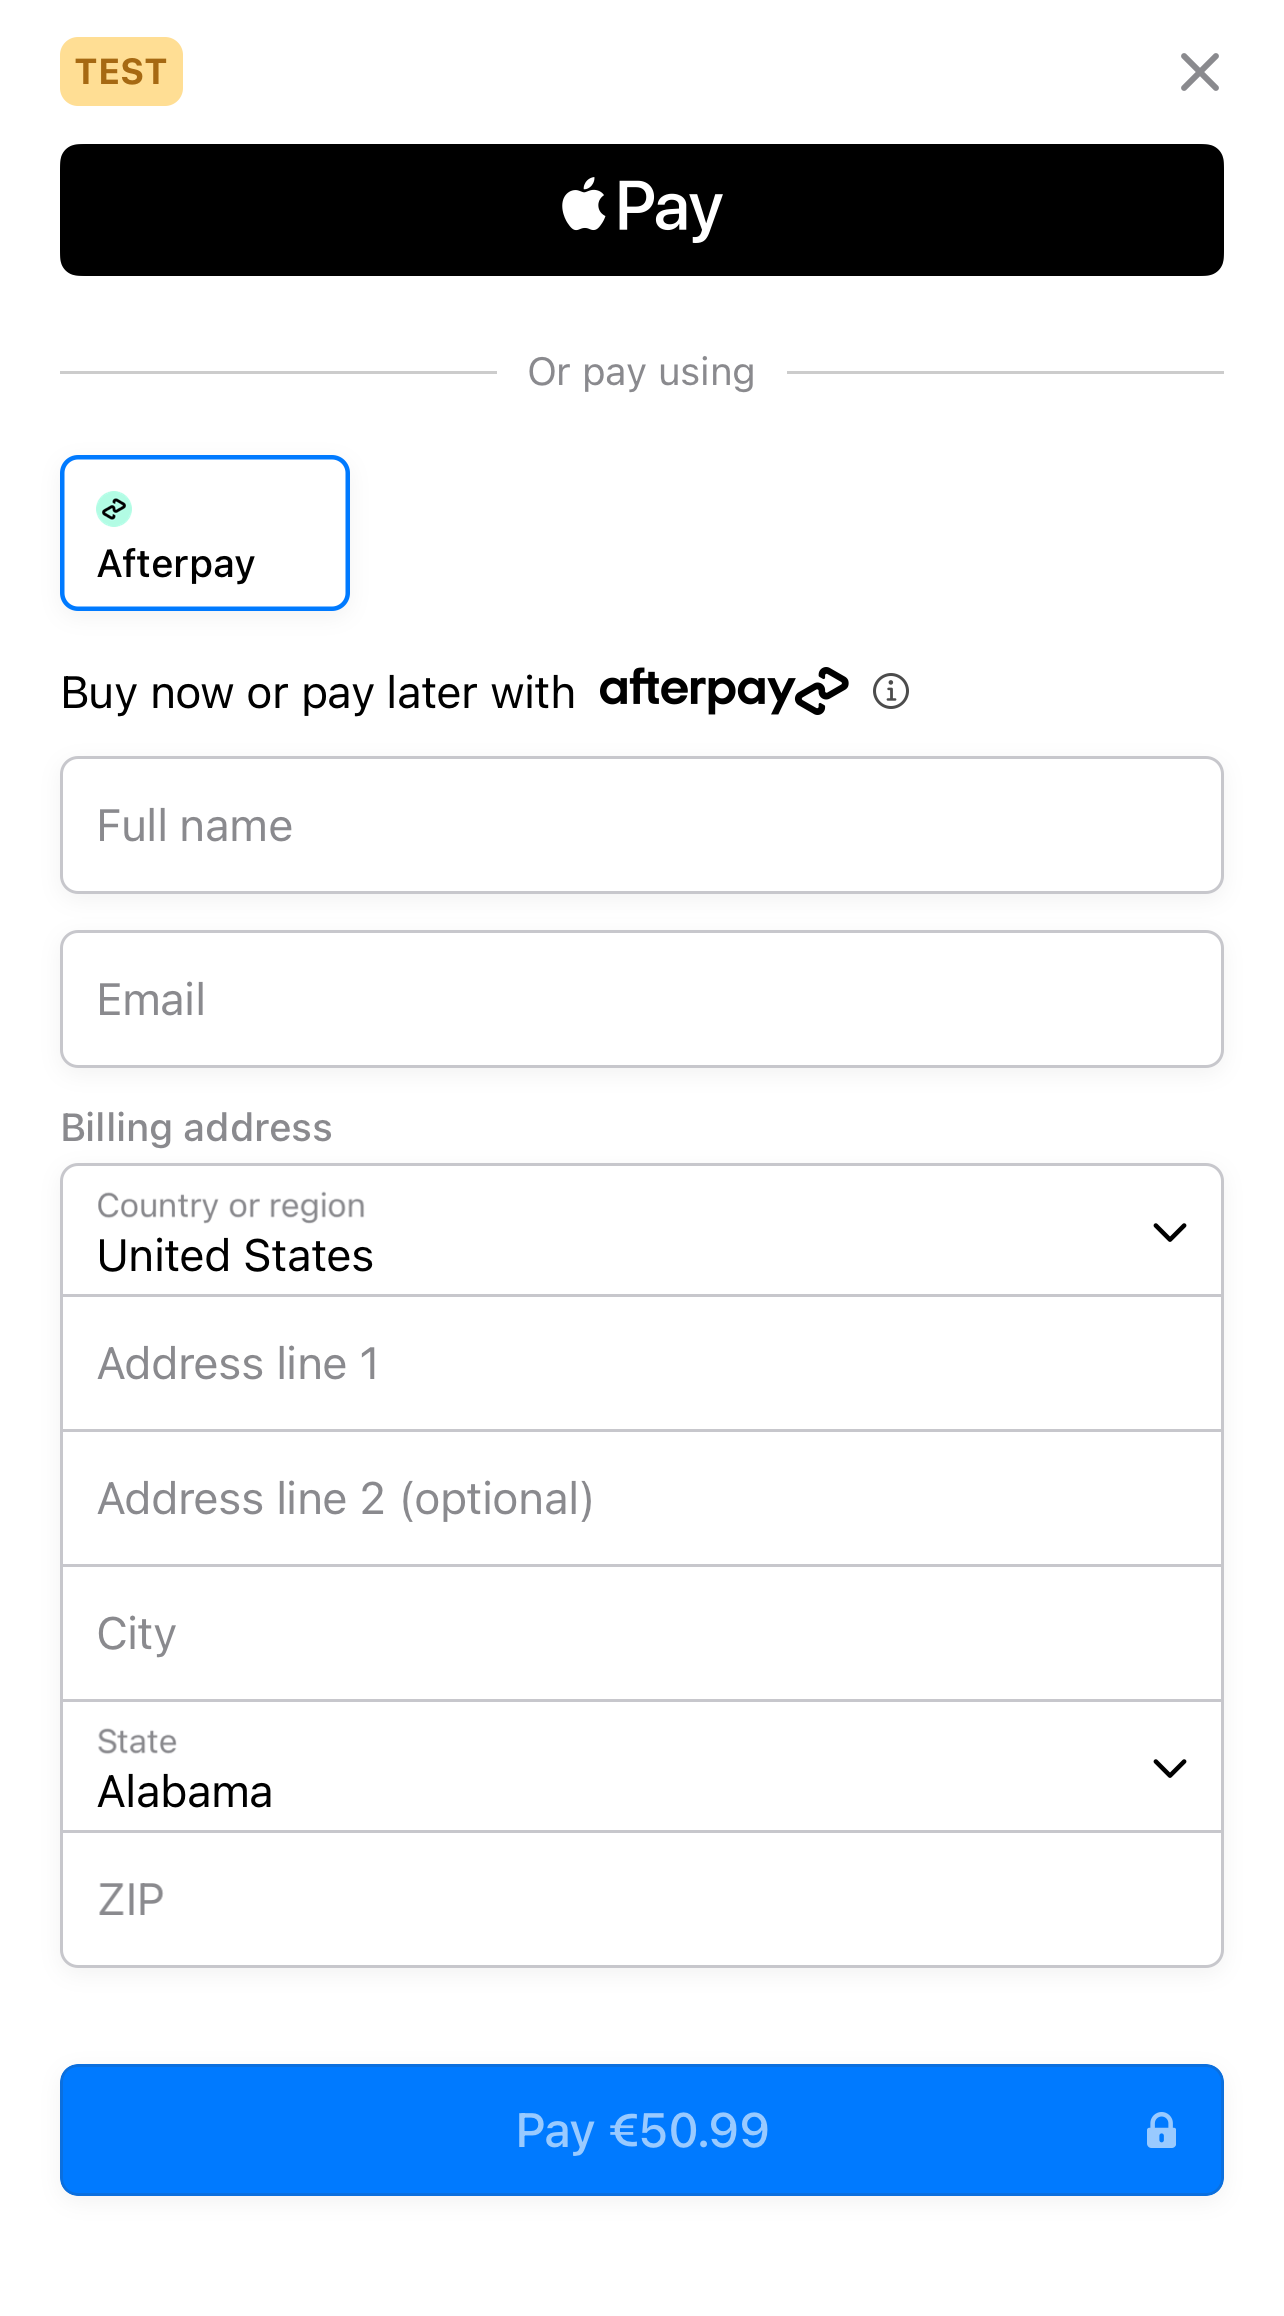 TEST
Pay
Or pay using
Afterpay
Buy now or pay later with afterpay
Full name
Email
Billing address
Country or region
United States
Address line 1
Address line 2 (optional)
City
State
Alabama
ZIP
Pay €50.99